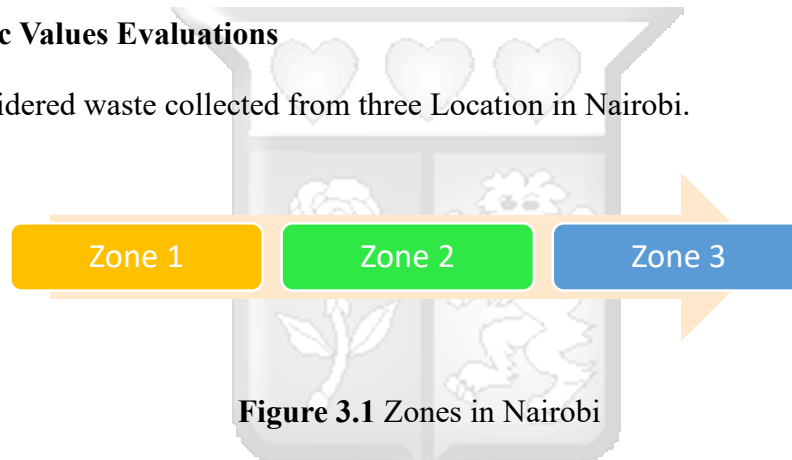 c Values Evaluations
idered waste collected from three Location in Nairobi.
Zone 1 Zone 2 Zone 3
Figure 3.1 Zones in Nairobi